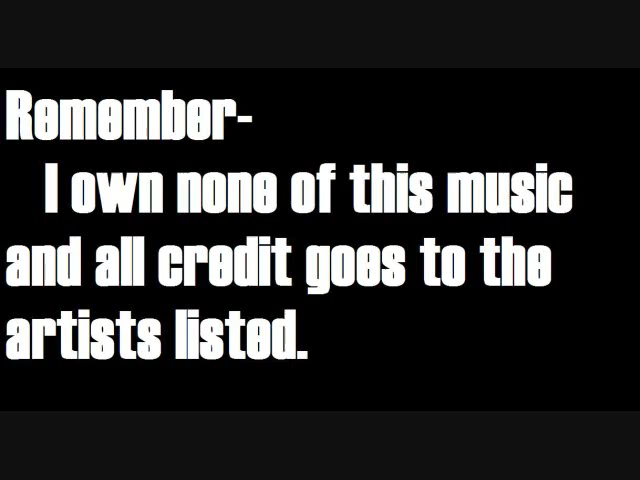 Remember-
I own none of this music
and all credit goes to the
artists listed.